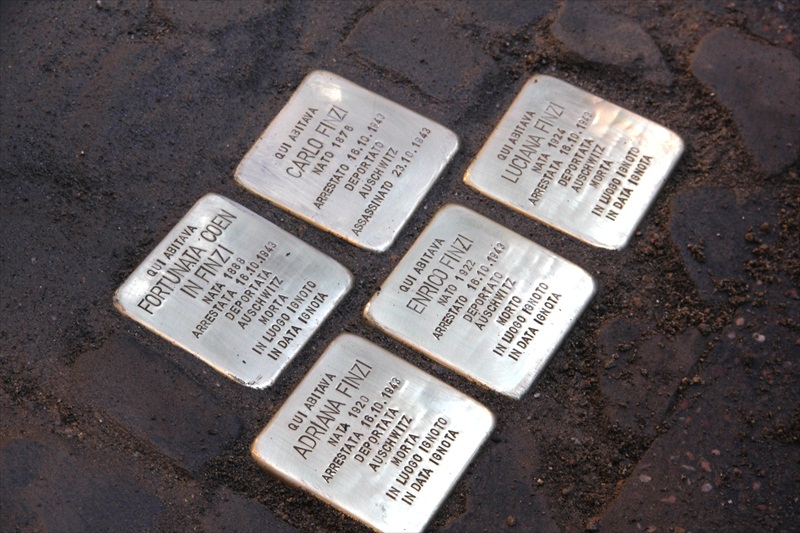 QUI ABITAVA
CARLO FINZI
NATO 1878
ARRESTATO 16.10.1943
DEPORTATO
AUSCHWITZ
ASSASSINATO 23.10.1943
QUI ABITAVA
LUCIANA FINZI
NATA 1924
ARRESTATA 16.10.1943
DEPORTATA
AUSCHWITZ
MORTA
IN LUOGO IGNOTO
IN DATA IGNOTA
QUI ABITAVA
FORTUNATA COEN
IN FINZI
NATA 1888
ARRESTATA 16.10.1943
DEPORTATA
AUSCHWITZ
MORTA
IN LUOGO IGNOTO
IN DATA IGNOTA
QUI ABITAVA
ENRICO FINZI
NATO 1922
ARRESTATO 16.10.1943
DEPORTATO
AUSCHWITZ
MORTO
IN LUOGO IGNOTO
IN DATA IGNOTA
QUI ABITAVA
ADRIANA FINZI
NATA 1920
ARRESTATA 16.10.1943
DEPORTATA
AUSCHWITZ
MORTA
IN LUOGO IGNOTO
IN DATA IGNOTA